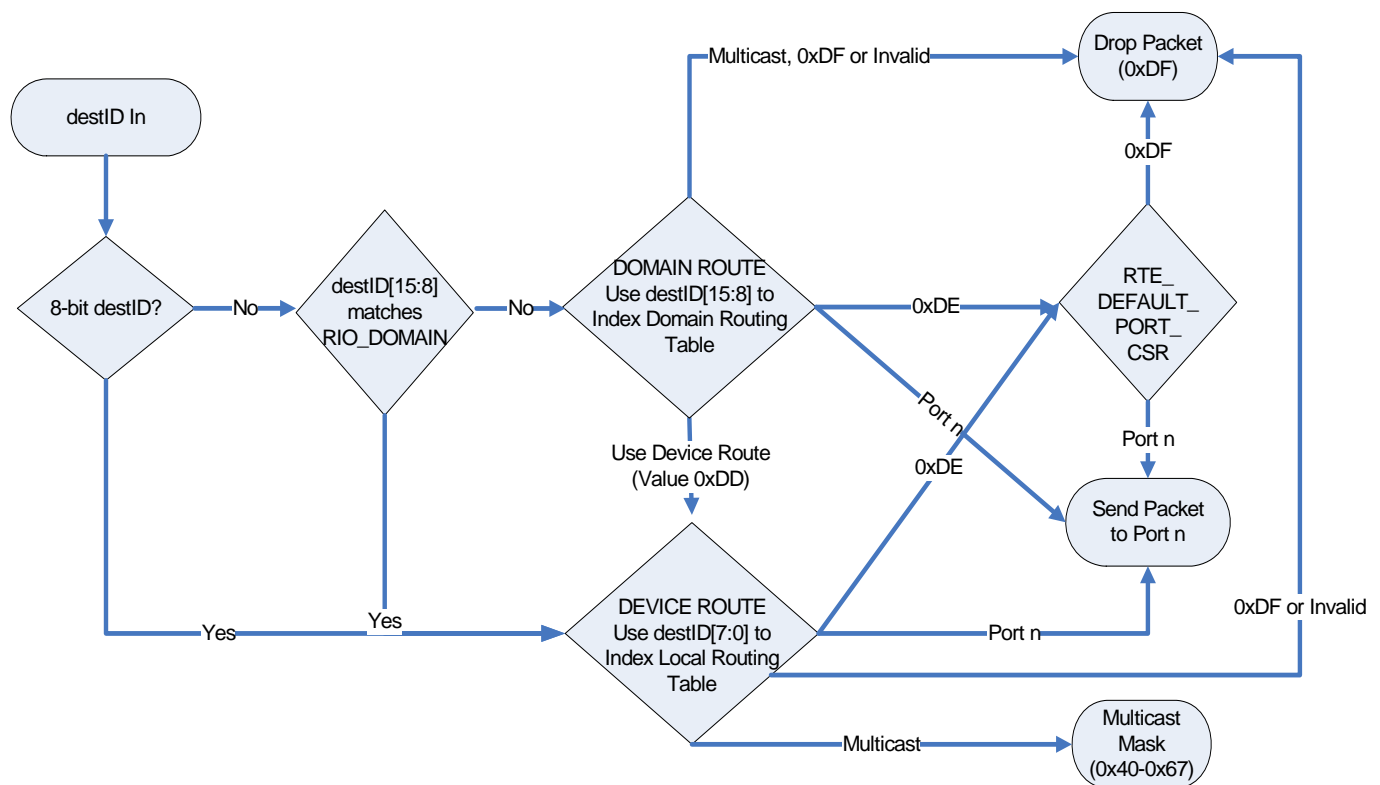 Multicast, 0xDF or Invalid
Drop Packet
(0xDF)
destID In
0xDF
8-bit destID?
No
destID[15:8]
matches
RIO_DOMAIN
No
DOMAIN ROUTE
Use destID[15:8] to
Index Domain Routing
Table
0xDE
RTE_
DEFAULT_
PORT_
CSR
Port n
Port n
Use Device Route
(Value 0xDD)
0xDE
Send Packet
to Port n
Yes
Yes
DEVICE ROUTE
Use destID[7:0] to
Index Local Routing
Table
Port n
0xDF or Invalid
Multicast
Multicast
Mask
(0x40-0x67)